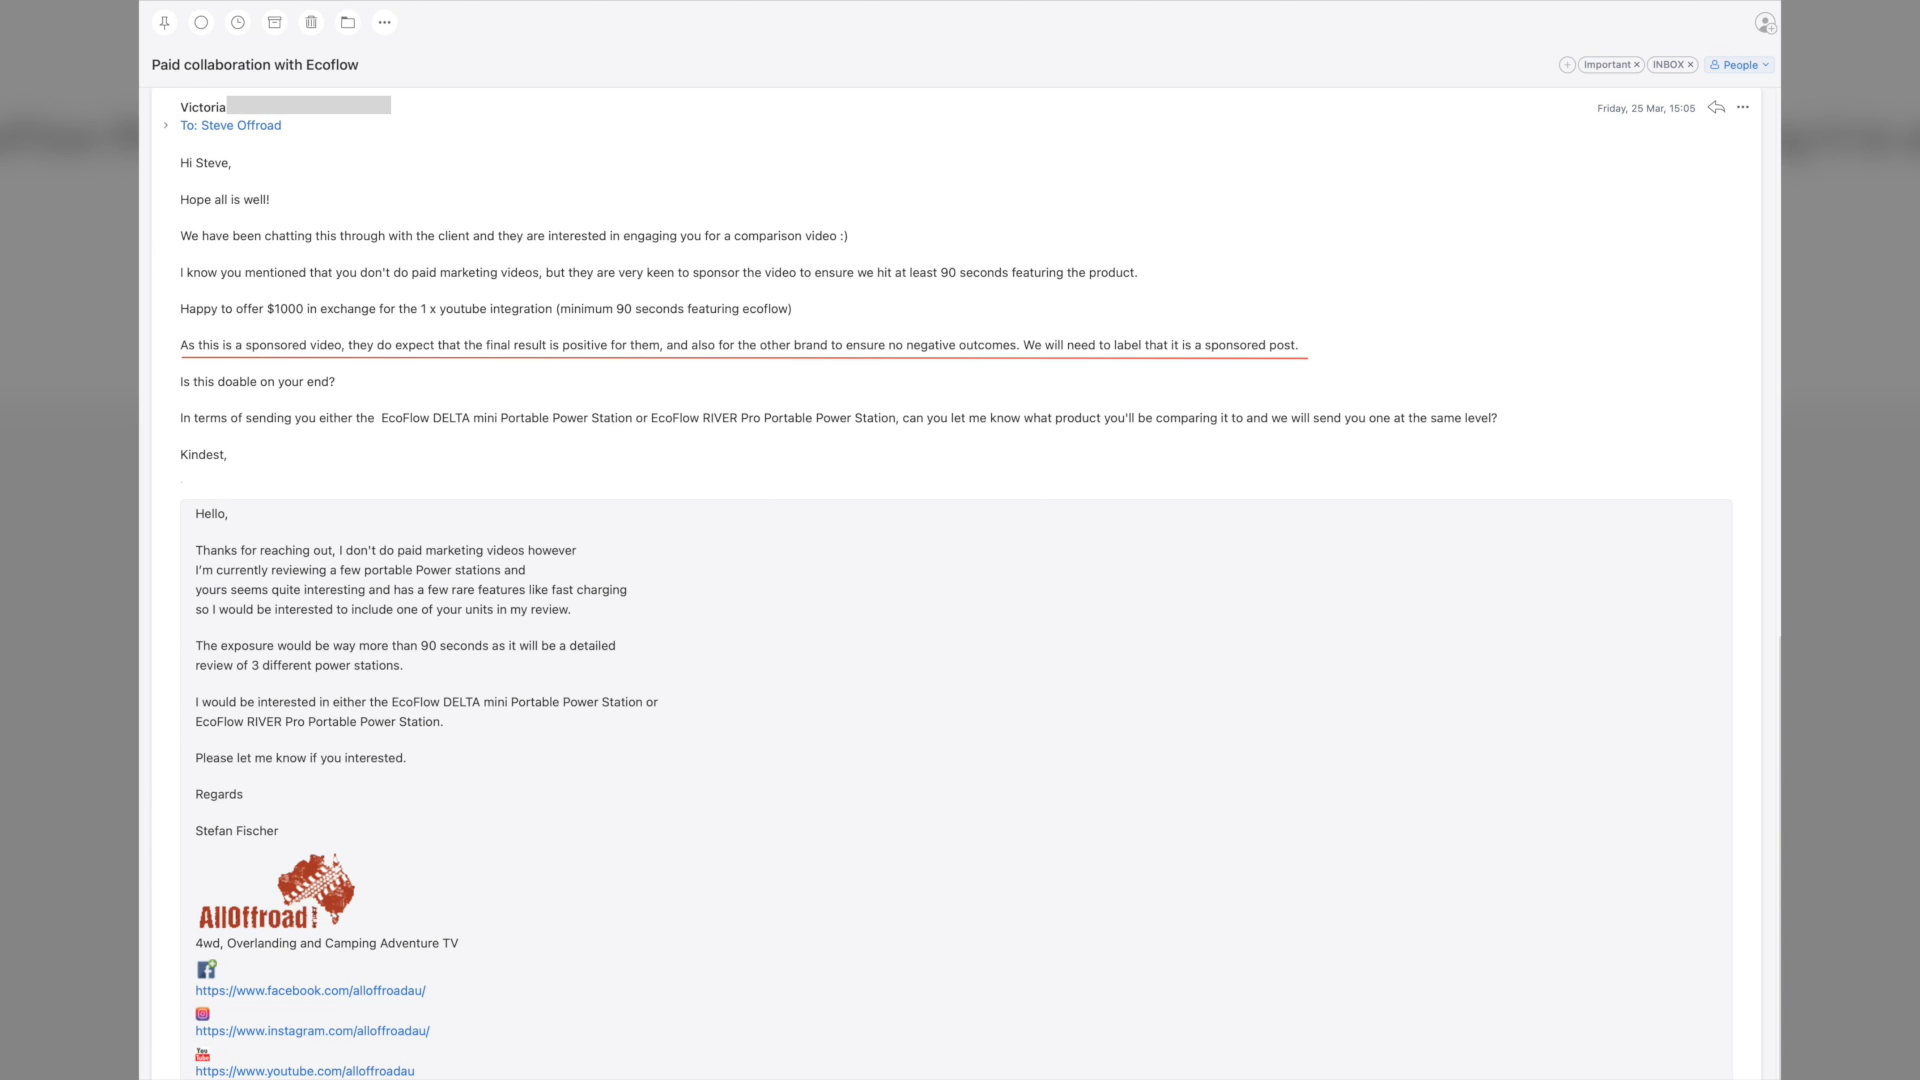 Paid collaboration with Ecoflow
Important ×
INBOX ×
People
Victoria
Friday, 25 Mar, 15:05
To: Steve Offroad
Hi Steve,
Hope all is well!
We have been chatting this through with the client and they are interested in engaging you for a comparison video :)
I know you mentioned that you don't do paid marketing videos, but they are very keen to sponsor the video to ensure we hit at least 90 seconds featuring the product.
Happy to offer $1000 in exchange for the 1 x youtube integration (minimum 90 seconds featuring ecoflow)
As this is a sponsored video, they do expect that the final result is positive for them, and also for the other brand to ensure no negative outcomes. We will need to label that it is a sponsored post.
Is this doable on your end?
In terms of sending you either the  EcoFlow DELTA mini Portable Power Station or EcoFlow RIVER Pro Portable Power Station, can you let me know what product you'll be comparing it to and we will send you one at the same level?
Kindest,
.
Hello,
Thanks for reaching out, I don't do paid marketing videos however
I'm currently reviewing a few portable Power stations and
yours seems quite interesting and has a few rare features like fast charging
so I would be interested to include one of your units in my review.
The exposure would be way more than 90 seconds as it will be a detailed
review of 3 different power stations.
I would be interested in either the EcoFlow DELTA mini Portable Power Station or
EcoFlow RIVER Pro Portable Power Station.
Please let me know if you interested.
Regards
Stefan Fischer
AllOffroad!
4wd, Overlanding and Camping Adventure TV
https://www.facebook.com/alloffroadau/
https://www.instagram.com/alloffroadau/
You
Tube
https://www.youtube.com/alloffroadau